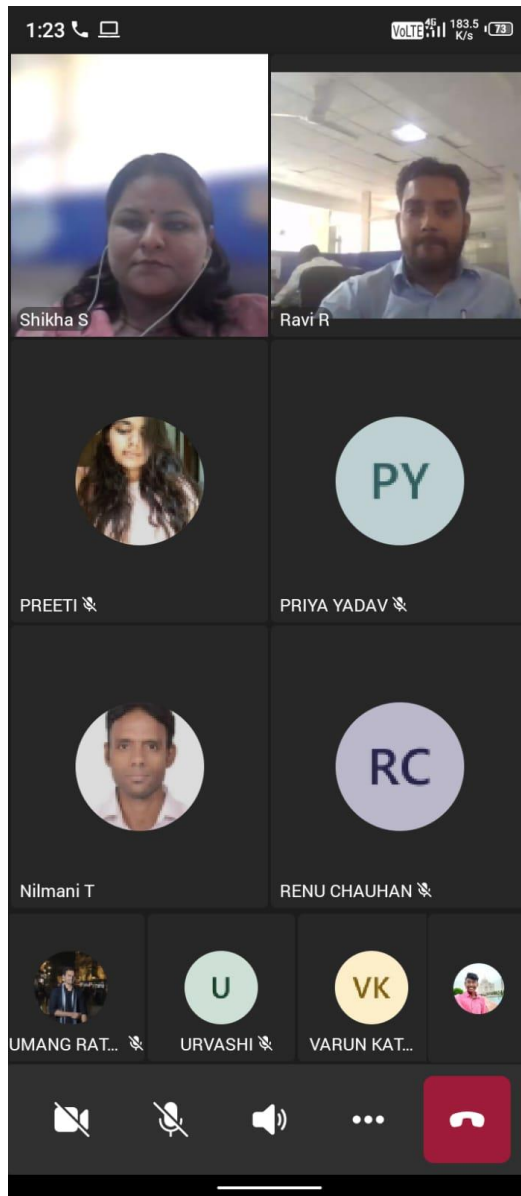 1:23
VoLTE 4G 183.5 K/s 73
Shikha S
Ravi R
PREETI
PY
PRIYA YADAV
Nilmani T
RC
RENU CHAUHAN
UMANG RAT...
U
URVASHI
VK
VARUN KAT...